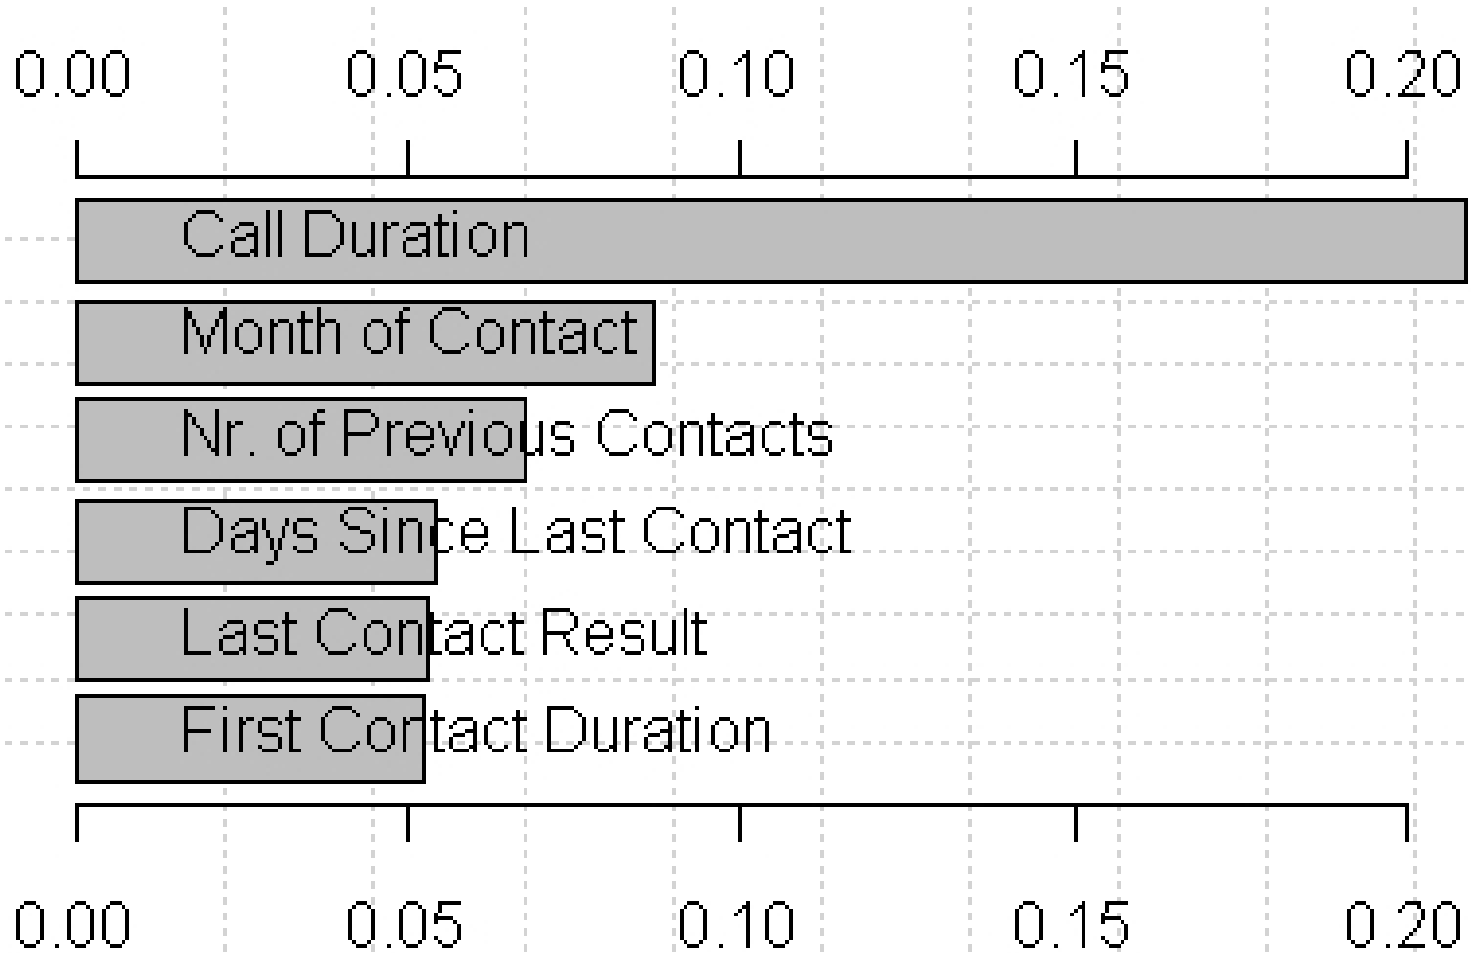 0.00 0.05 0.10 0.15 0.20
Call Duration
Month of Contact
Nr. of Previous Contacts
Days Since Last Contact
Last Contact Result
First Contact Duration
0.00 0.05 0.10 0.15 0.20